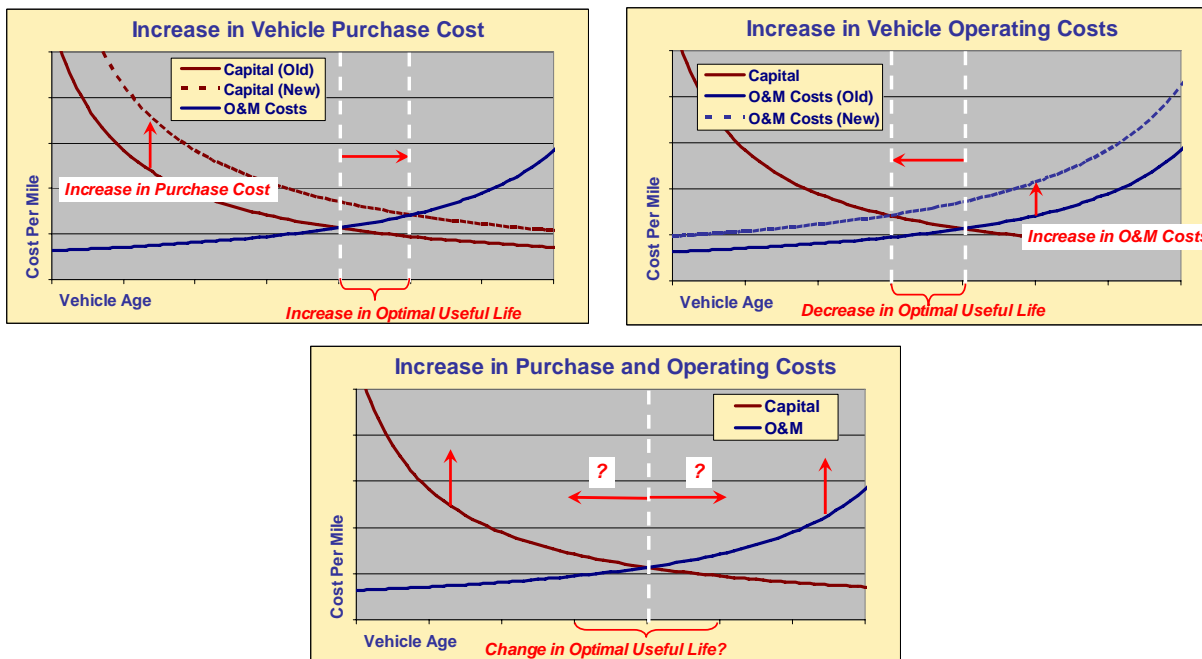 Increase in Vehicle Purchase Cost
Capital (Old)
Capital (New)
O&M Costs
Increase in Purchase Cost
Cost Per Mile
Vehicle Age
Increase in Optimal Useful Life
Increase in Vehicle Operating Costs
Capital
O&M Costs (Old)
O&M Costs (New)
Increase in O&M Costs
Cost Per Mile
Decrease in Optimal Useful Life
Increase in Purchase and Operating Costs
Capital
O&M
? ?
Cost Per Mile
Vehicle Age
Change in Optimal Useful Life?